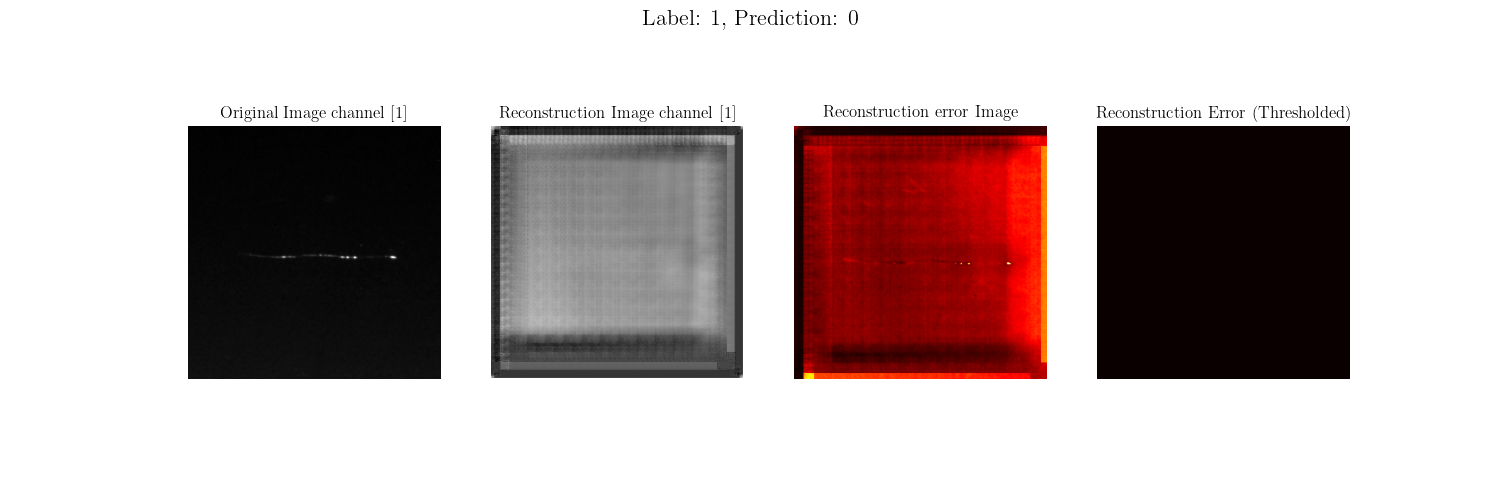 Label: 1, Prediction: 0
Original Image channel [1]
Reconstruction Image channel [1]
Reconstruction error Image
Reconstruction Error (Thresholded)